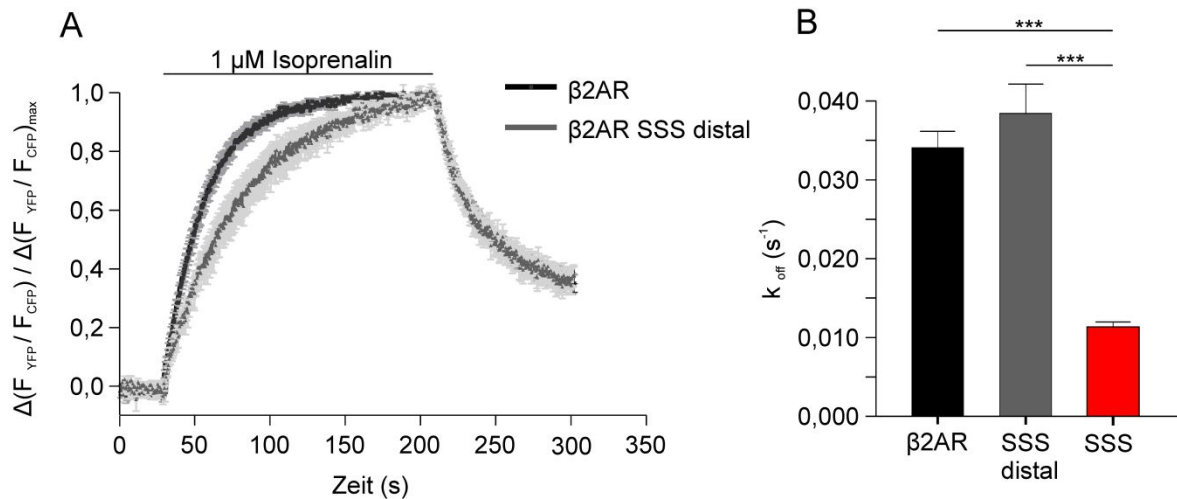 A
B
1 µM Isoprenalin
β2AR
β2AR SSS distal
Δ(F YFP / F CFP) / Δ(F YFP / F CFP)max
1,0
0,8
0,6
0,4
0,2
0,0
0
50
100
150
200
250
300
350
Zeit (s)
***
***
k off (s-1)
0,040
0,030
0,020
0,010
0,000
β2AR
SSS
distal
SSS